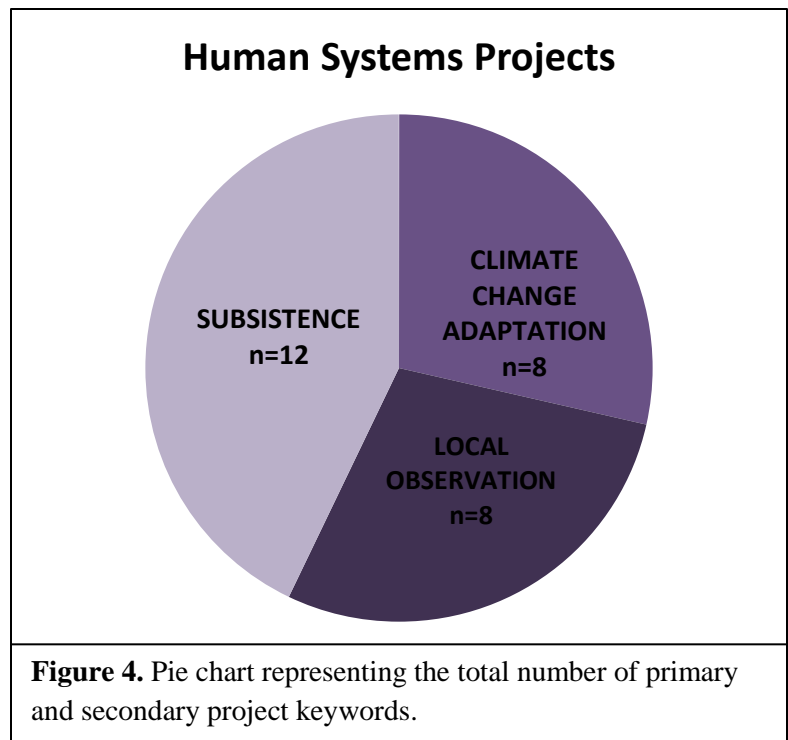 Human Systems Projects
CLIMATE
CHANGE
ADAPTATION
n=8
SUBSISTENCE
n=12
LOCAL
OBSERVATION
n=8
Figure 4. Pie chart representing the total number of primary
and secondary project keywords.